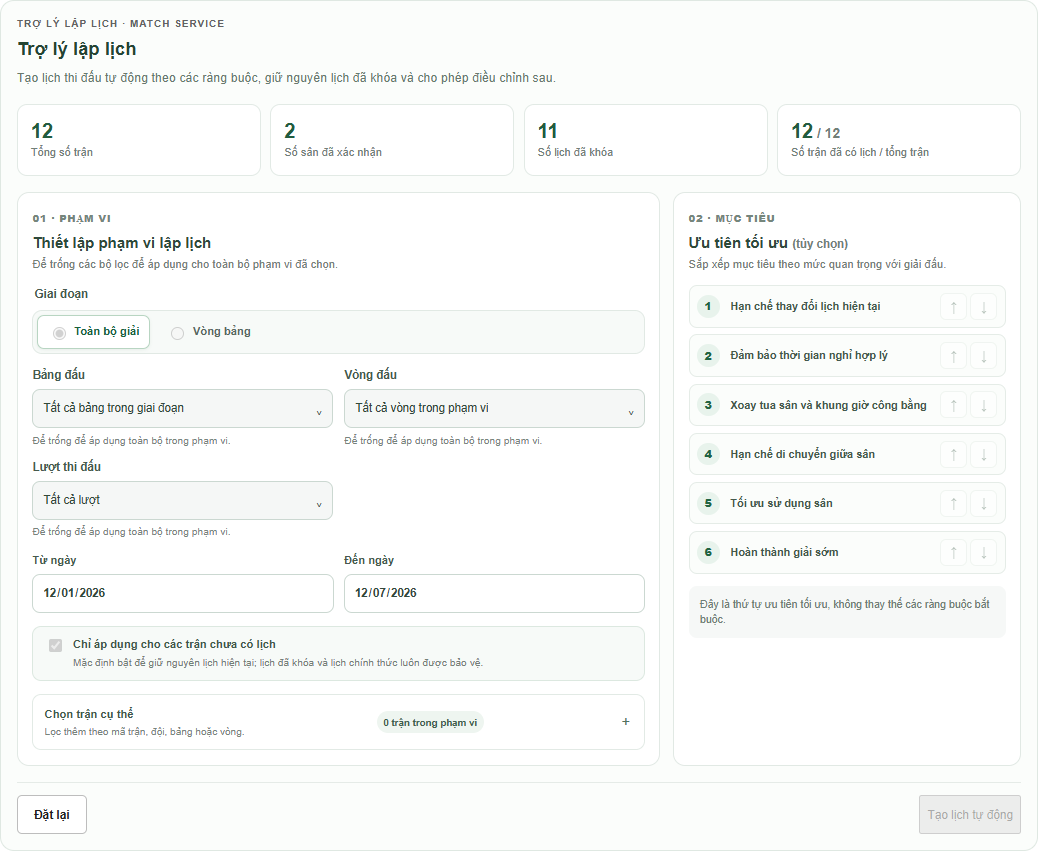 TRỢ LÝ LẬP LỊCH · MATCH SERVICE
Trợ lý lập lịch
Tạo lịch thi đấu tự động theo các ràng buộc, giữ nguyên lịch đã khóa và cho phép điều chỉnh sau.
12
Tổng số trận
2
Số sân đã xác nhận
11
Số lịch đã khóa
12 / 12
Số trận đã có lịch / tổng trận
01 · PHẠM VI
Thiết lập phạm vi lập lịch
Để trống các bộ lọc để áp dụng cho toàn bộ phạm vi đã chọn.
Giai đoạn
Toàn bộ giải
Vòng bảng
Bảng đấu
Vòng đấu
Tất cả bảng trong giai đoạn
Tất cả vòng trong phạm vi
Để trống để áp dụng toàn bộ trong phạm vi.
Để trống để áp dụng toàn bộ trong phạm vi.
Lượt thi đấu
Tất cả lượt
Để trống để áp dụng toàn bộ trong phạm vi.
Từ ngày
Đến ngày
12/01/2026
12/07/2026
Chỉ áp dụng cho các trận chưa có lịch
Mặc định bật để giữ nguyên lịch hiện tại; lịch đã khóa và lịch chính thức luôn được bảo vệ.
Chọn trận cụ thể
Lọc thêm theo mã trận, đội, bảng hoặc vòng.
0 trận trong phạm vi
+
02 · MỤC TIÊU
Ưu tiên tối ưu (tùy chọn)
Sắp xếp mục tiêu theo mức quan trọng với giải đấu.
1 Hạn chế thay đổi lịch hiện tại ↑ ↓
2 Đảm bảo thời gian nghỉ hợp lý ↑ ↓
3 Xoay tua sân và khung giờ công bằng ↑ ↓
4 Hạn chế di chuyển giữa sân ↑ ↓
5 Tối ưu sử dụng sân ↑ ↓
6 Hoàn thành giải sớm ↑ ↓
Đây là thứ tự ưu tiên tối ưu, không thay thế các ràng buộc bắt
buộc.
Đặt lại
Tạo lịch tự động